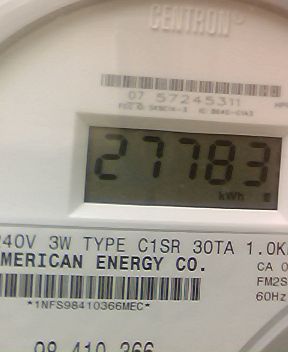 CENTRON®
07 57245311
27783
kWh
240V 3W TYPE C1SR 30TA 1.0K
MERICAN ENERGY CO.
CA 0
FM2S
60Hz
*1NFS98410366MEC*
98 410 366